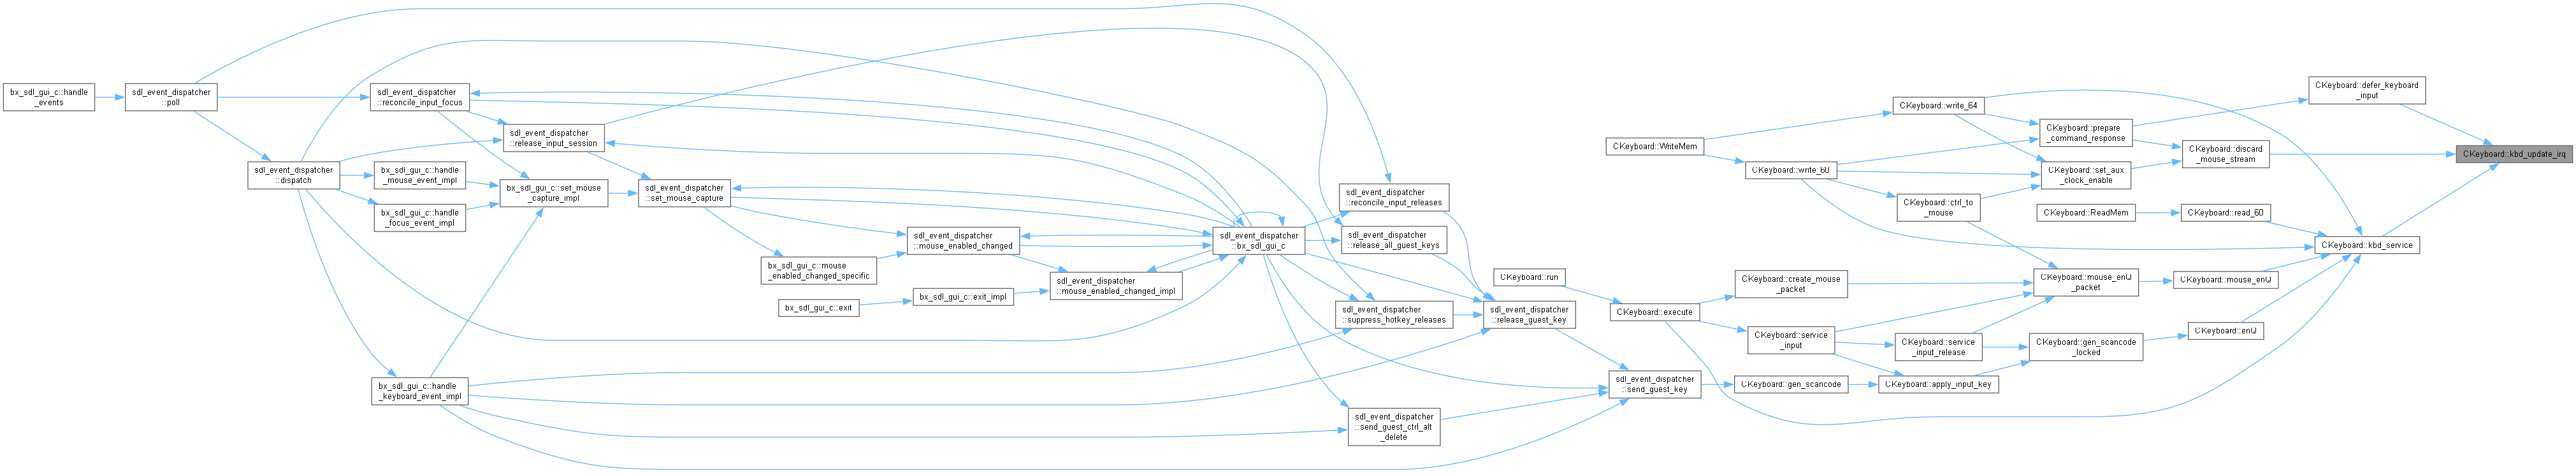 bx_sdl_gui_c::handle
_events
sdl_event_dispatcher
::poll
sdl_event_dispatcher
::dispatch
sdl_event_dispatcher
::reconcile_input_focus
bx_sdl_gui_c::handle
_mouse_event_impl
bx_sdl_gui_c::handle
_focus_event_impl
bx_sdl_gui_c::handle
_keyboard_event_impl
sdl_event_dispatcher
::release_input_session
bx_sdl_gui_c::set_mouse
_capture_impl
sdl_event_dispatcher
::set_mouse_capture
bx_sdl_gui_c::mouse
_enabled_changed_specific
bx_sdl_gui_c::exit
sdl_event_dispatcher
::mouse_enabled_changed
bx_sdl_gui_c::exit_impl
sdl_event_dispatcher
::mouse_enabled_changed_impl
sdl_event_dispatcher
::bx_sdl_gui_c
sdl_event_dispatcher
::reconcile_input_releases
sdl_event_dispatcher
::release_all_guest_keys
sdl_event_dispatcher
::suppress_hotkey_releases
sdl_event_dispatcher
::send_guest_ctrl_alt
_delete
sdl_event_dispatcher
::release_guest_key
CKeyboard::run
CKeyboard::WriteMem
CKeyboard::execute
sdl_event_dispatcher
::send_guest_key
CKeyboard::write_60
CKeyboard::create_mouse
_packet
CKeyboard::service
_input
CKeyboard::gen_scancode
CKeyboard::write_64
CKeyboard::ctrl_to
_mouse
CKeyboard::service
_input_release
CKeyboard::apply_input_key
CKeyboard::prepare
_command_response
CKeyboard::set_aux
_clock_enable
CKeyboard::ReadMem
CKeyboard::mouse_enQ
_packet
CKeyboard::gen_scancode
_locked
CKeyboard::discard
_mouse_stream
CKeyboard::read_60
CKeyboard::mouse_enQ
CKeyboard::enQ
CKeyboard::defer_keyboard
_input
CKeyboard::kbd_service
CKeyboard::kbd_update_irq